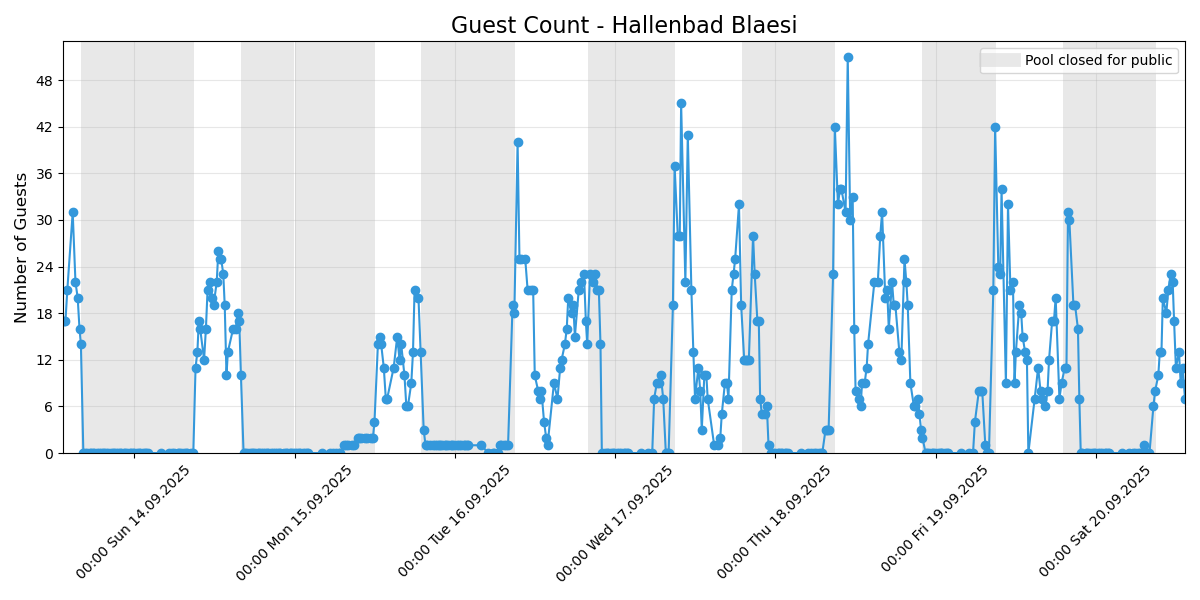 Guest Count - Hallenbad Blaesi
Pool closed for public
Number of Guests
48
42
36
30
24
18
12
6
0
00:00 Sun 14.09.2025
00:00 Mon 15.09.2025
00:00 Tue 16.09.2025
00:00 Wed 17.09.2025
00:00 Thu 18.09.2025
00:00 Fri 19.09.2025
00:00 Sat 20.09.2025